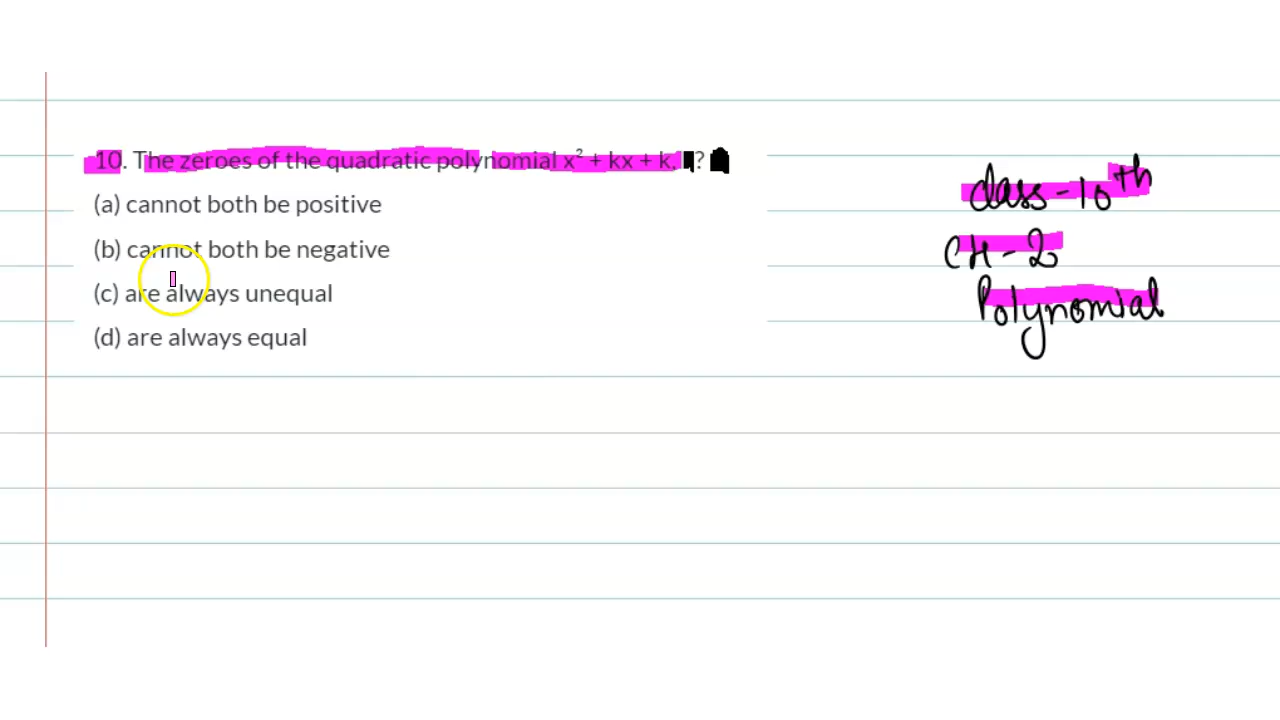 10. The zeroes of the quadratic polynomial x² + kx + k, ?
(a) cannot both be positive
(b) cannot both be negative
(c) are always unequal
(d) are always equal
class - 10th
CH - 2
Polynomial